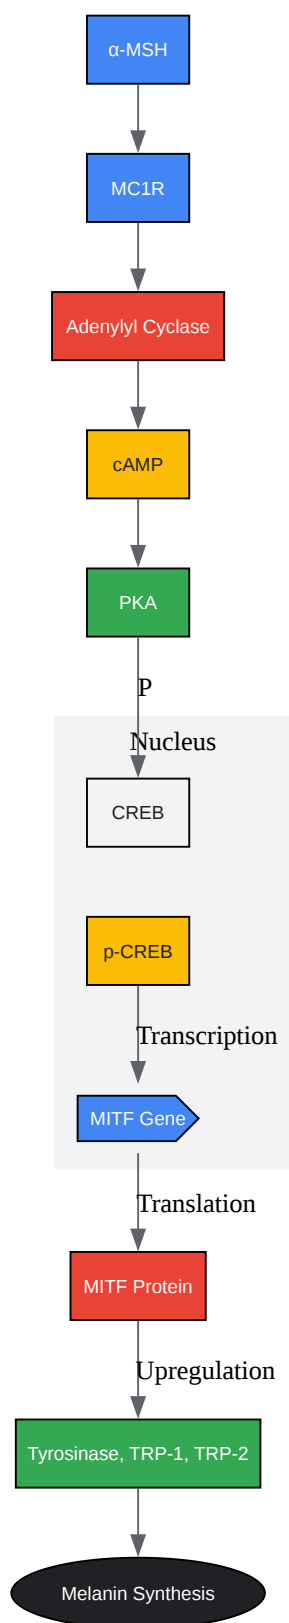 α-MSH
MC1R
Adenylyl Cyclase
cAMP
PKA
P
Nucleus
CREB
p-CREB
Transcription
MITF Gene
Translation
MITF Protein
Upregulation
Tyrosinase, TRP-1, TRP-2
Melanin Synthesis